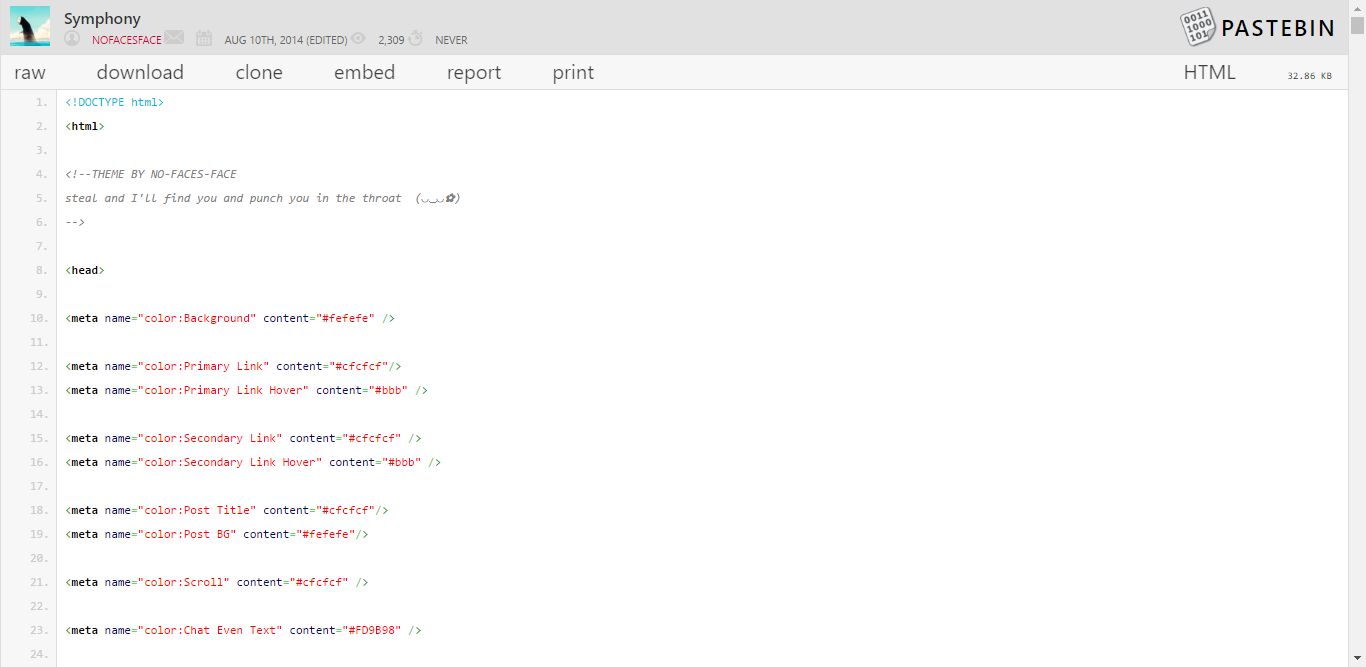 Symphony
NOFACESFACE AUG 10TH, 2014 (EDITED) 2,309 NEVER
0011
1000
101
PASTEBIN
raw download clone embed report print HTML 32.86 KB
1. <!DOCTYPE html>
2. <html>
3.
4. <!--THEME BY NO-FACES-FACE
5. steal and I'll find you and punch you in the throat (◡‿◡✿)
6. -->
7.
8. <head>
9.
10. <meta name="color:Background" content="#fefefe" />
11.
12. <meta name="color:Primary Link" content="#cfcfcf"/>
13. <meta name="color:Primary Link Hover" content="#bbb" />
14.
15. <meta name="color:Secondary Link" content="#cfcfcf" />
16. <meta name="color:Secondary Link Hover" content="#bbb" />
17.
18. <meta name="color:Post Title" content="#cfcfcf"/>
19. <meta name="color:Post BG" content="#fefefe"/>
20.
21. <meta name="color:Scroll" content="#cfcfcf" />
22.
23. <meta name="color:Chat Even Text" content="#FD9B98" />
24.